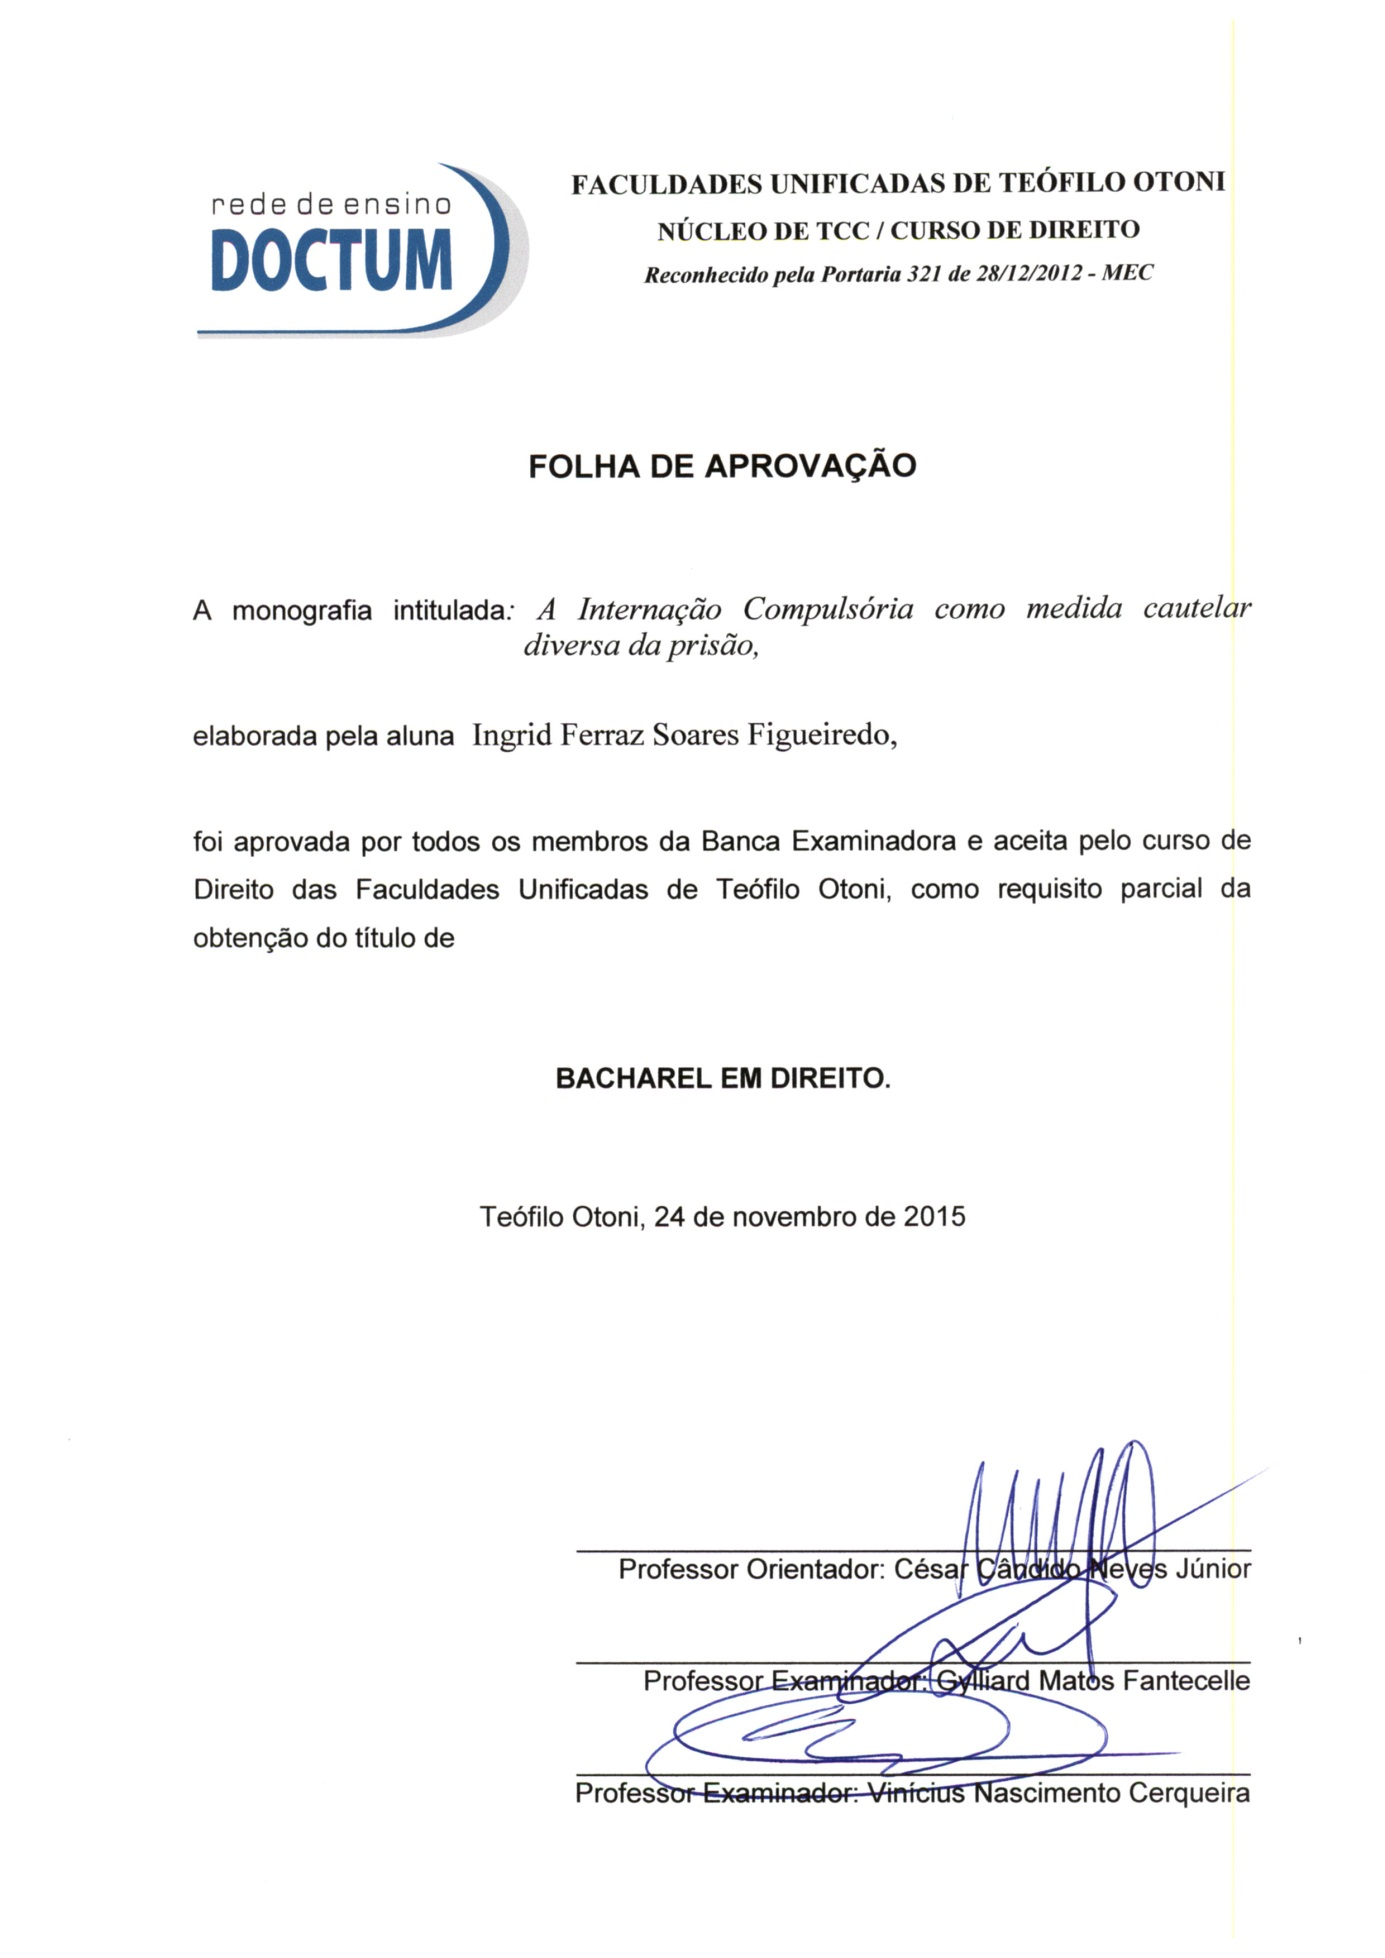 rede de ensino
DOCTUM
FACULDADES UNIFICADAS DE TEÓFILO OTONI
NÚCLEO DE TCC / CURSO DE DIREITO
Reconhecido pela Portaria 321 de 28/12/2012 - MEC
FOLHA DE APROVAÇÃO
A monografia intitulada: A Internação Compulsória como medida cautelar
diversa da prisão,
elaborada pela aluna Ingrid Ferraz Soares Figueiredo,
foi aprovada por todos os membros da Banca Examinadora e aceita pelo curso de
Direito das Faculdades Unificadas de Teófilo Otoni, como requisito parcial da
obtenção do título de
BACHAREL EM DIREITO.
Teófilo Otoni, 24 de novembro de 2015
Professor Orientador: César Cândido Neves Júnior
Professor Examinador: Gylliard Matos Fantecelle
Professor Examinador: Vinícius Nascimento Cerqueira